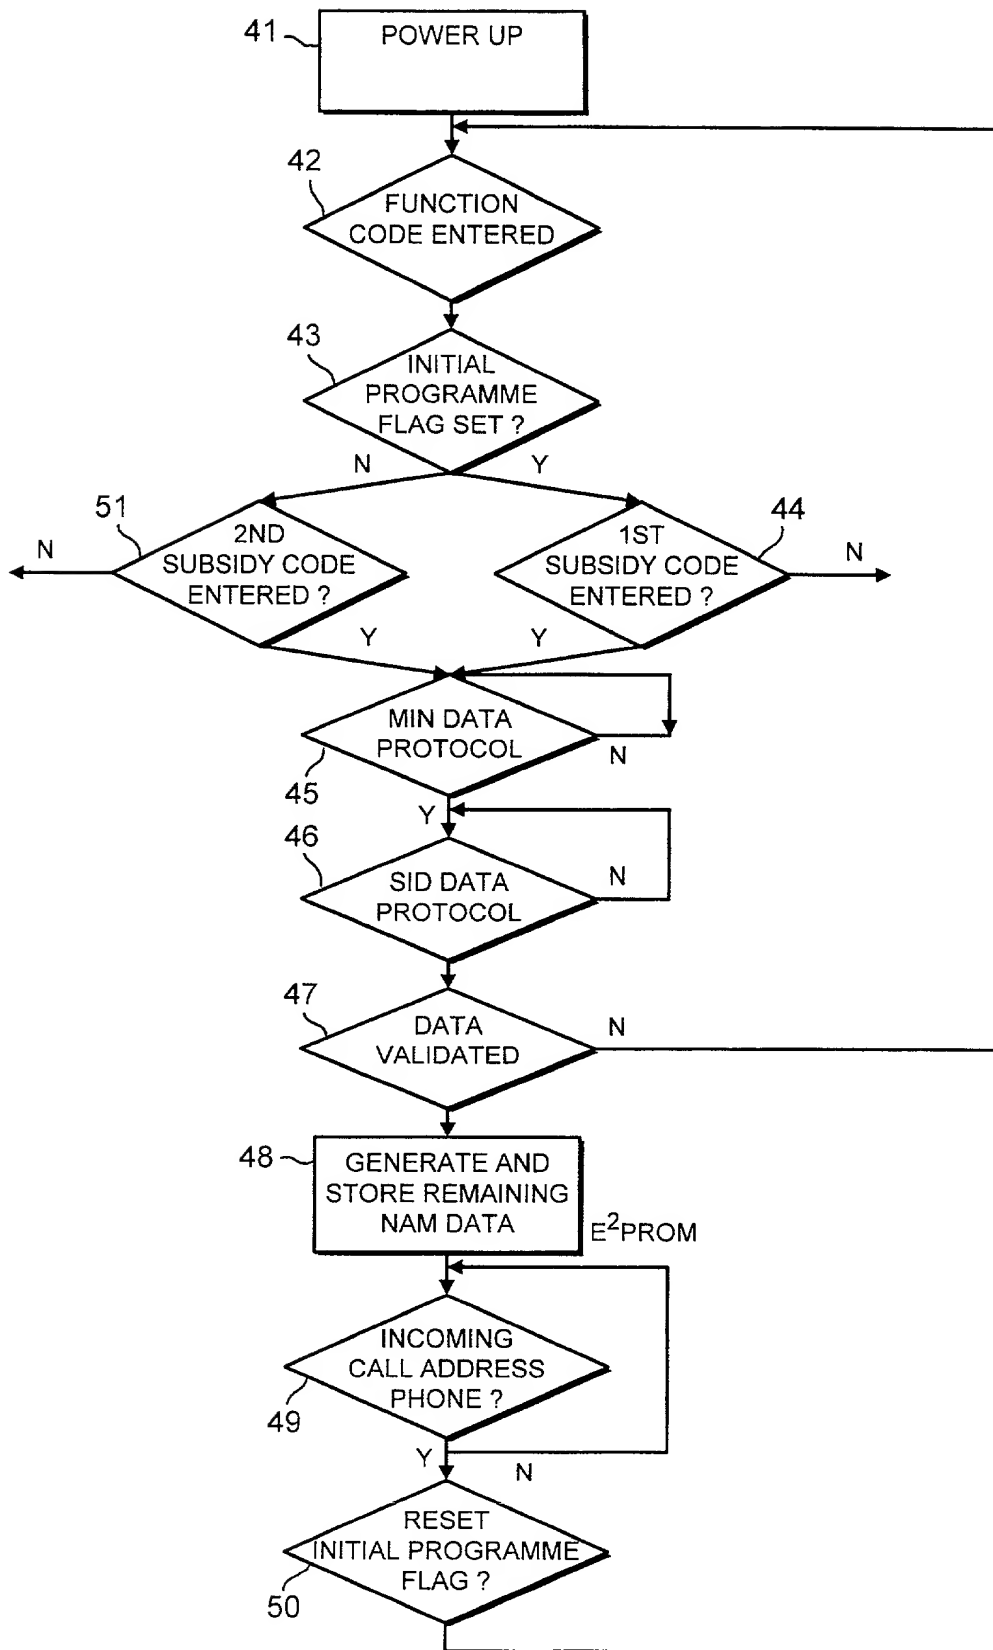 41
POWER UP
42
FUNCTION
CODE ENTERED
43
INITIAL
PROGRAMME
FLAG SET ?
N
Y
51
2ND
SUBSIDY CODE
ENTERED ?
N
Y
44
1ST
SUBSIDY CODE
ENTERED ?
N
Y
MIN DATA
PROTOCOL
N
45
Y
46
SID DATA
PROTOCOL
N
47
DATA
VALIDATED
N
48
GENERATE AND
STORE REMAINING
NAM DATA
E²PROM
INCOMING
CALL ADDRESS
PHONE ?
49
Y
N
RESET
INITIAL PROGRAMME
FLAG ?
50